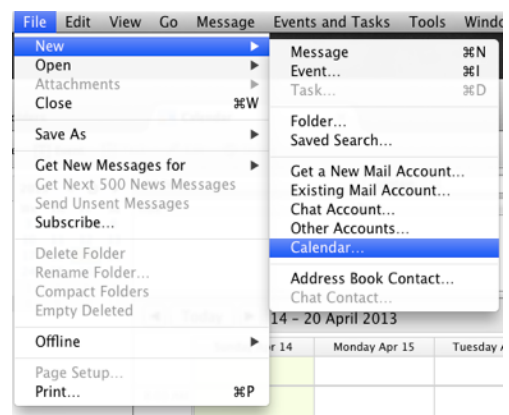 File Edit View Go Message Events and Tasks Tools
New
Open
Attachments
Close ⌘W
Save As
Get New Messages for
Get Next 500 News Messages
Send Unsent Messages
Subscribe...
Delete Folder
Rename Folder...
Compact Folders
Empty Deleted
Offline
Page Setup...
Print... ⌘P
Message ⌘N
Event... ⌘I
Task... ⌘D
Folder...
Saved Search...
Get a New Mail Account...
Existing Mail Account...
Chat Account...
Other Accounts...
Calendar...
Address Book Contact...
Chat Contact...
Today 14 – 20 April 2013
14 Monday Apr 15 Tuesday